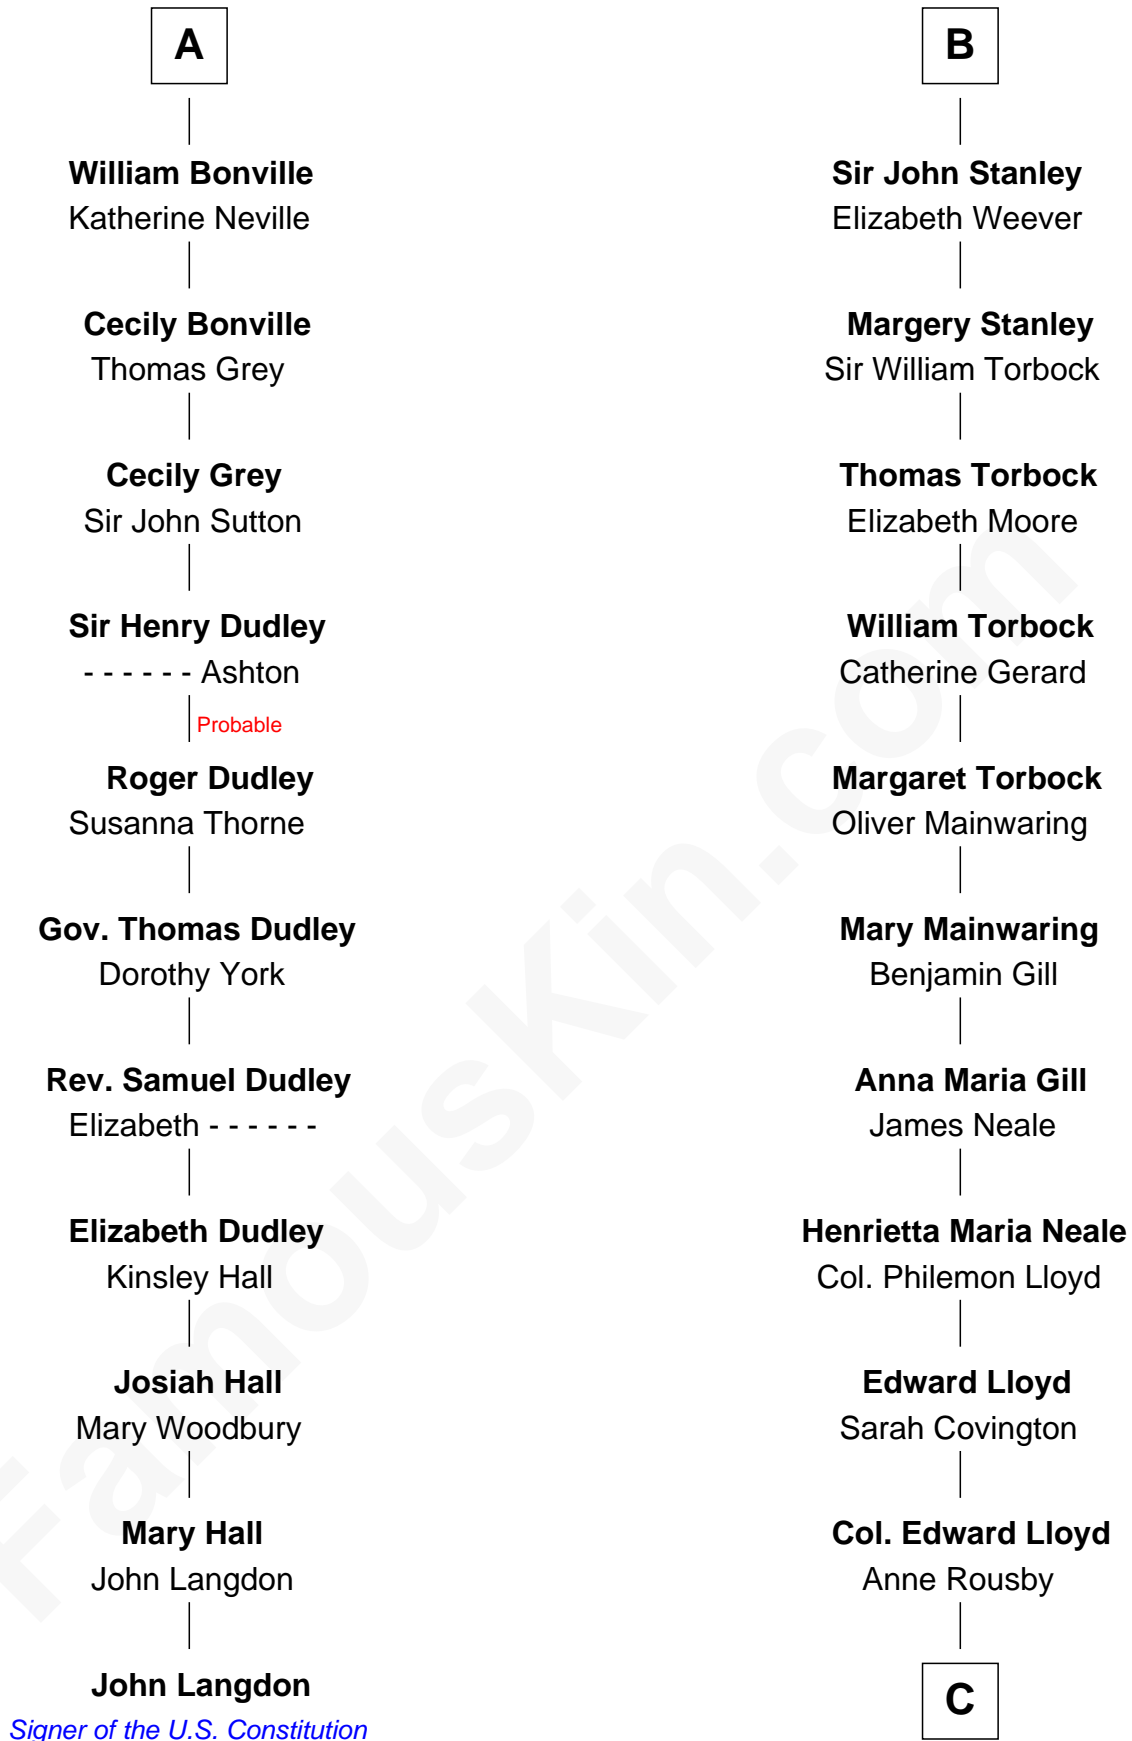 A
William Bonville
Katherine Neville
Cecily Bonville
Thomas Grey
Cecily Grey
Sir John Sutton
Sir Henry Dudley
- - - - - - Ashton
Probable
Roger Dudley
Susanna Thorne
Gov. Thomas Dudley
Dorothy York
Rev. Samuel Dudley
Elizabeth - - - - - -
Elizabeth Dudley
Kinsley Hall
Josiah Hall
Mary Woodbury
Mary Hall
John Langdon
John Langdon
Signer of the U.S. Constitution
B
Sir John Stanley
Elizabeth Weever
Margery Stanley
Sir William Torbock
Thomas Torbock
Elizabeth Moore
William Torbock
Catherine Gerard
Margaret Torbock
Oliver Mainwaring
Mary Mainwaring
Benjamin Gill
Anna Maria Gill
James Neale
Henrietta Maria Neale
Col. Philemon Lloyd
Edward Lloyd
Sarah Covington
Col. Edward Lloyd
Anne Rousby
C
FamousKin.com